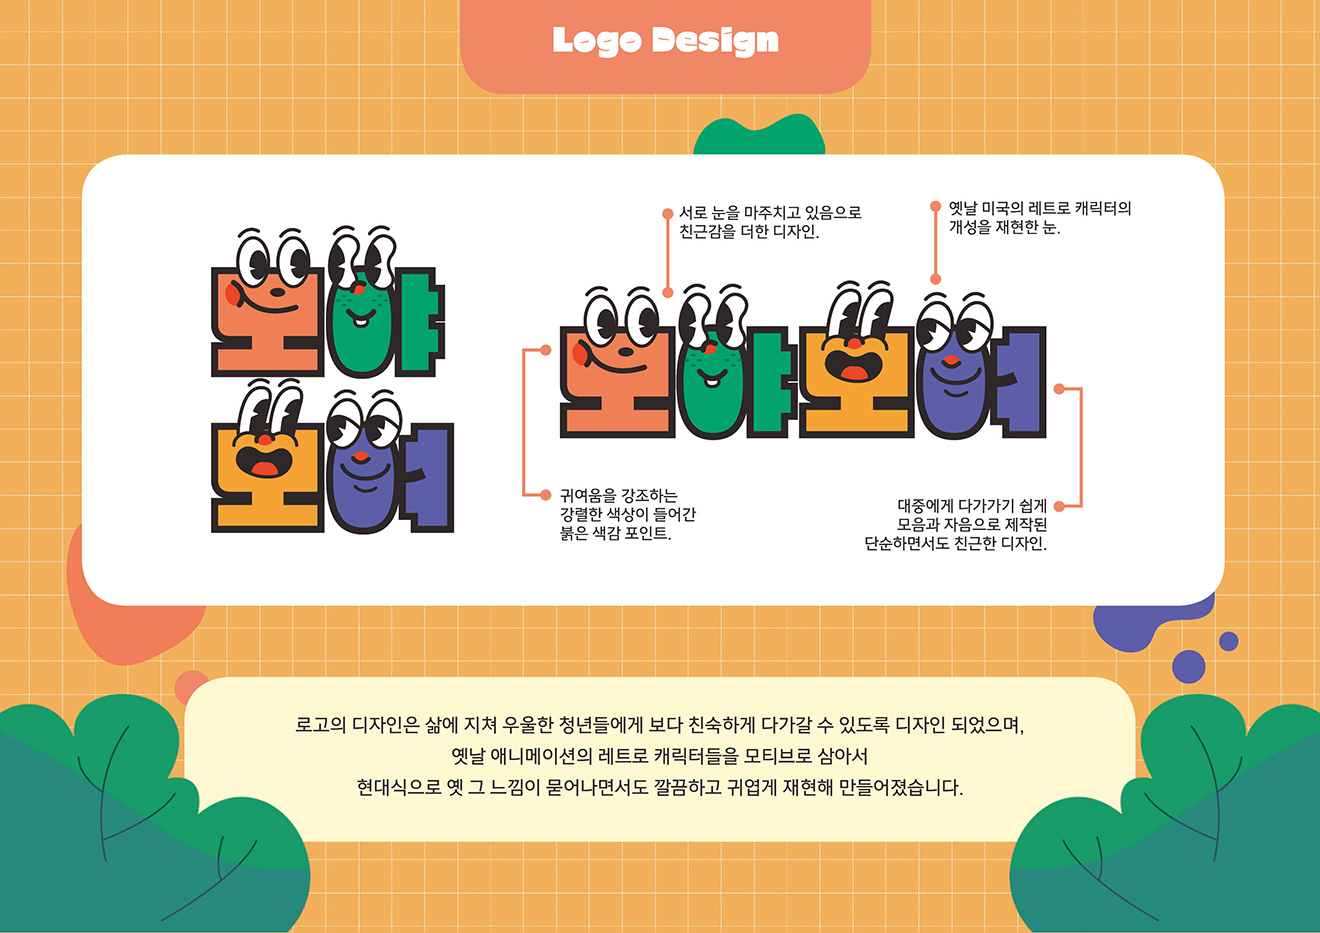 Logo Design
오야
오여
서로 눈을 마주치고 있음으로
친근감을 더한 디자인.
옛날 미국의 레트로 캐릭터의
개성을 재현한 눈.
오야오여
귀여움을 강조하는
강렬한 색상이 들어간
붉은 색감 포인트.
대중에게 다가가기 쉽게
모음과 자음으로 제작된
단순하면서도 친근한 디자인.
로고의 디자인은 삶에 지쳐 우울한 청년들에게 보다 친숙하게 다가갈 수 있도록 디자인 되었으며,
옛날 애니메이션의 레트로 캐릭터들을 모티브로 삼아서
현대식으로 옛 그 느낌이 묻어나면서도 깔끔하고 귀엽게 재현해 만들어졌습니다.